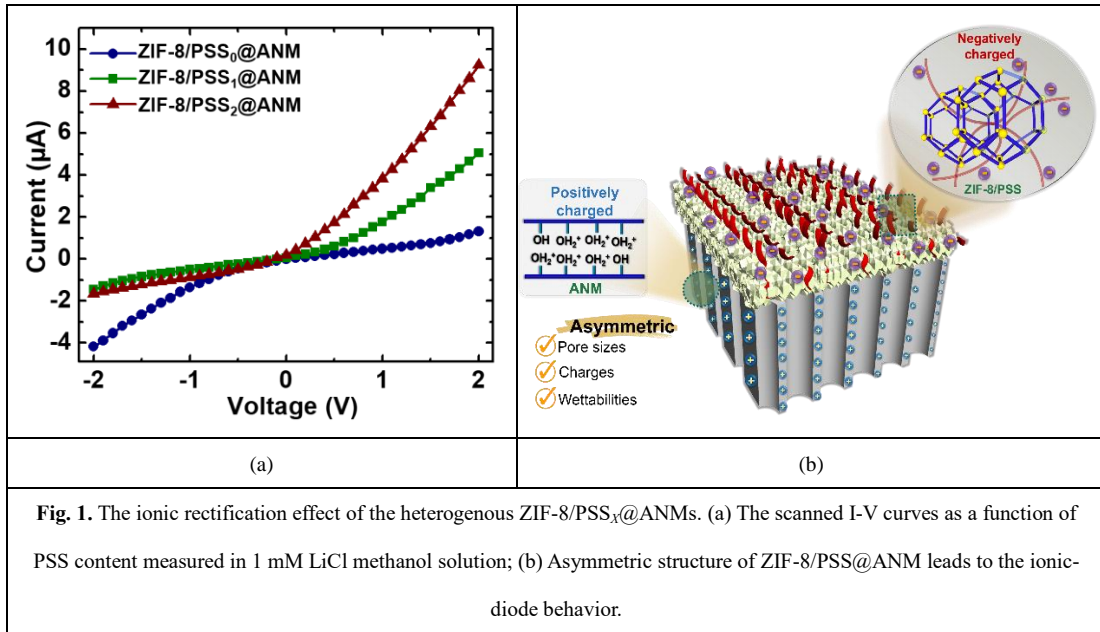 10
8
6
4
2
0
-2
-4
-2
-1
0
1
2
Current (µA)
Voltage (V)
ZIF-8/PSS₀@ANM
ZIF-8/PSS₁@ANM
ZIF-8/PSS₂@ANM
Negatively
charged
ZIF-8/PSS
Positively
charged
OH OH₂⁺ OH₂⁺ OH₂⁺
OH₂⁺ OH₂⁺ OH₂⁺ OH
ANM
Asymmetric
Pore sizes
Charges
Wettabilities
(a)
(b)
Fig. 1. The ionic rectification effect of the heterogenous ZIF-8/PSSₓ@ANMs. (a) The scanned I-V curves as a function of
PSS content measured in 1 mM LiCl methanol solution; (b) Asymmetric structure of ZIF-8/PSS@ANM leads to the ionic-
diode behavior.